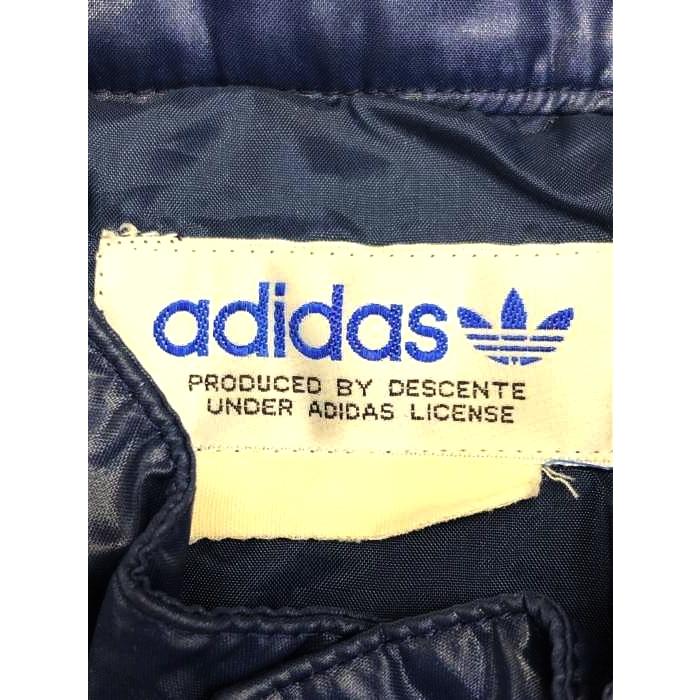 adidas
PRODUCED BY DESCENTE
UNDER ADIDAS LICENSE